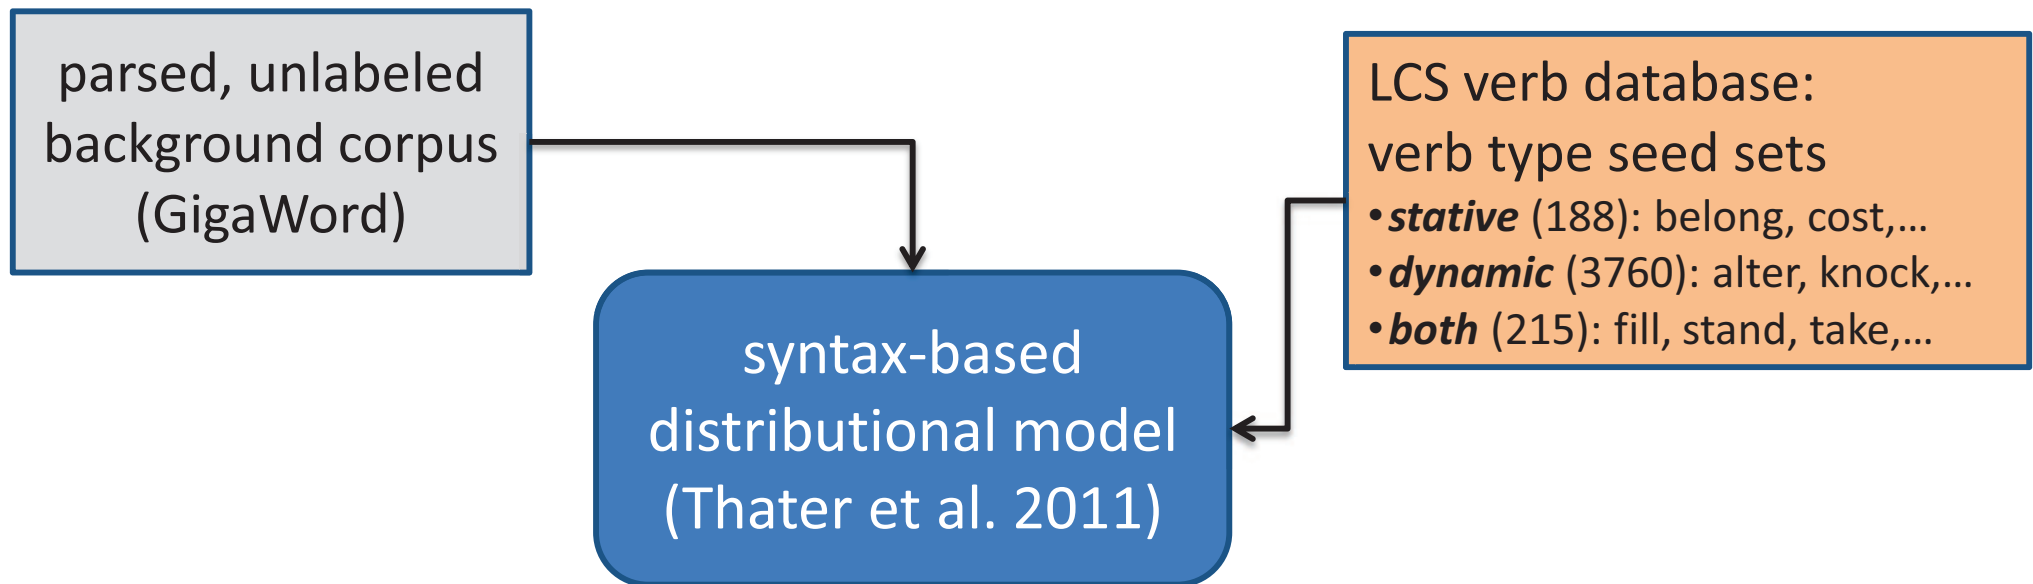 parsed, unlabeled
background corpus
(GigaWord)
LCS verb database:
verb type seed sets
•stative (188): belong, cost,...
•dynamic (3760): alter, knock,...
•both (215): fill, stand, take,...
syntax-based
distributional model
(Thater et al. 2011)